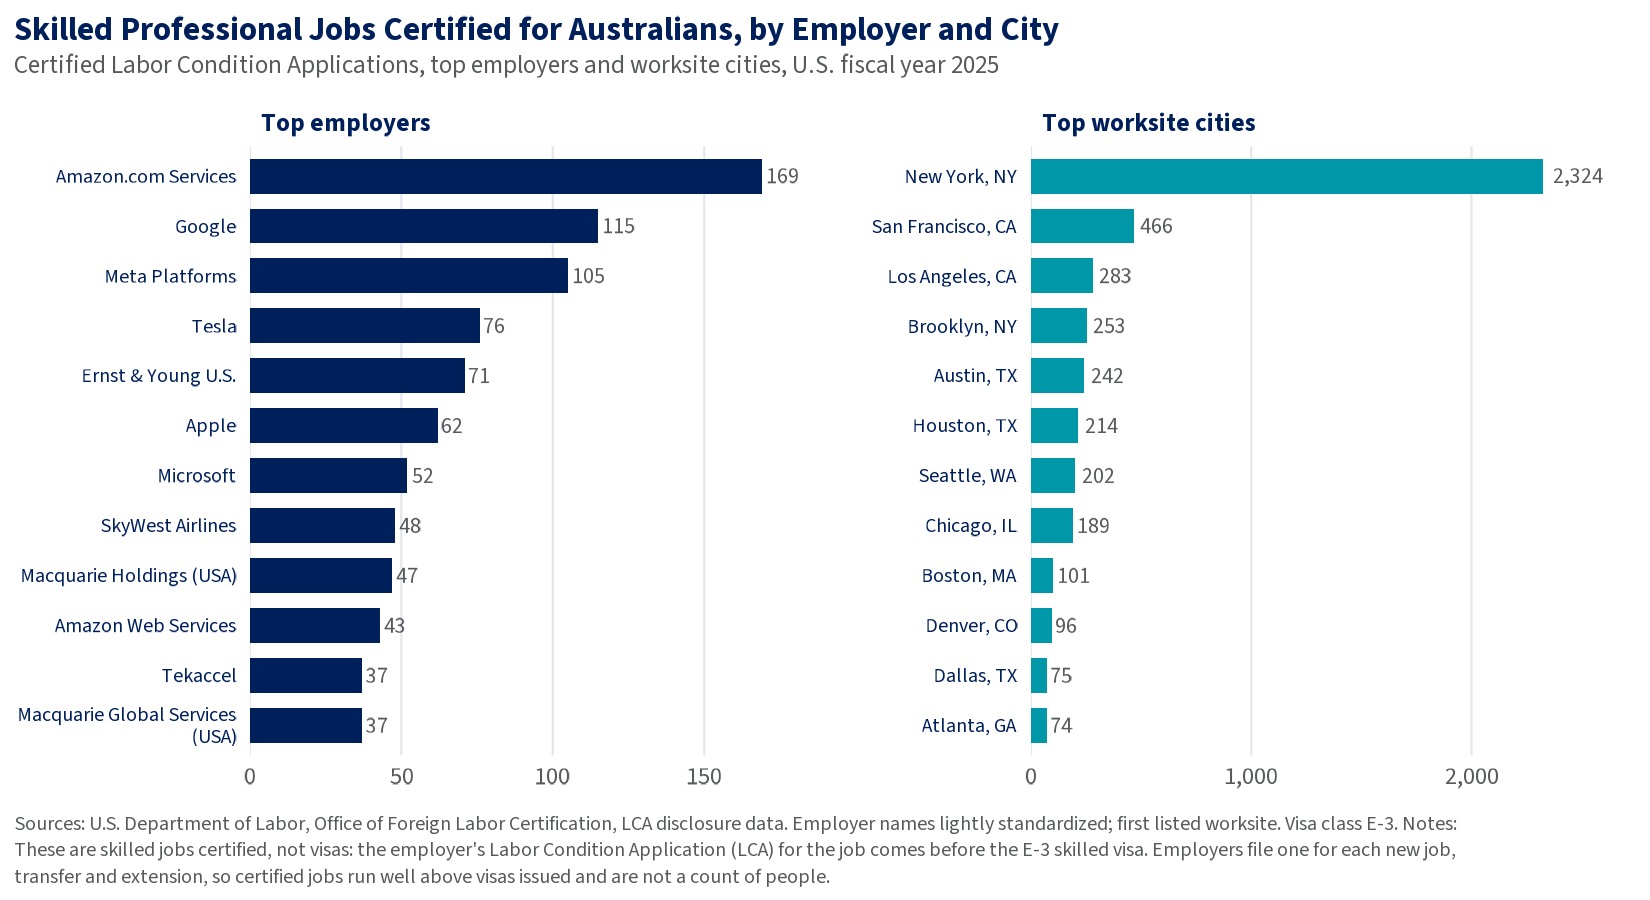 Skilled Professional Jobs Certified for Australians, by Employer and City
Certified Labor Condition Applications, top employers and worksite cities, U.S. fiscal year 2025
Top employers
Amazon.com Services 169
Google 115
Meta Platforms 105
Tesla 76
Ernst & Young U.S. 71
Apple 62
Microsoft 52
SkyWest Airlines 48
Macquarie Holdings (USA) 47
Amazon Web Services 43
Tekaccel 37
Macquarie Global Services
(USA) 37
0 50 100 150
Top worksite cities
New York, NY 2,324
San Francisco, CA 466
Los Angeles, CA 283
Brooklyn, NY 253
Austin, TX 242
Houston, TX 214
Seattle, WA 202
Chicago, IL 189
Boston, MA 101
Denver, CO 96
Dallas, TX 75
Atlanta, GA 74
0 1,000 2,000
Sources: U.S. Department of Labor, Office of Foreign Labor Certification, LCA disclosure data. Employer names lightly standardized; first listed worksite. Visa class E-3. Notes:
These are skilled jobs certified, not visas: the employer's Labor Condition Application (LCA) for the job comes before the E-3 skilled visa. Employers file one for each new job,
transfer and extension, so certified jobs run well above visas issued and are not a count of people.